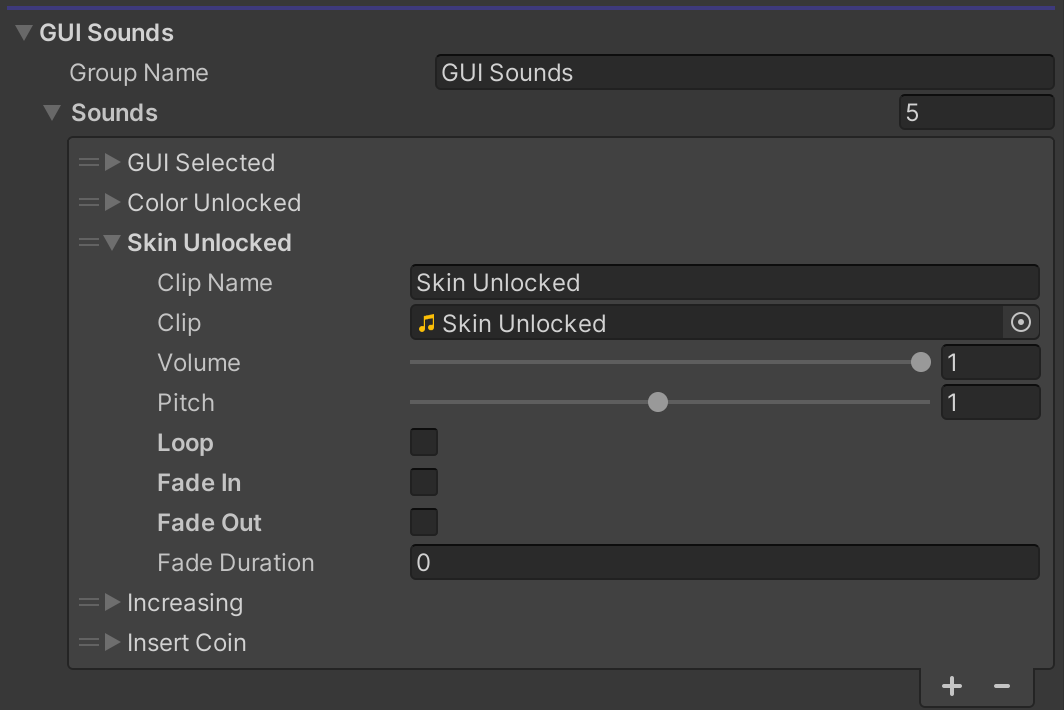 GUI Sounds
Group Name GUI Sounds
Sounds 5
GUI Selected
Color Unlocked
Skin Unlocked
Clip Name Skin Unlocked
Clip Skin Unlocked
Volume 1
Pitch 1
Loop
Fade In
Fade Out
Fade Duration 0
Increasing
Insert Coin